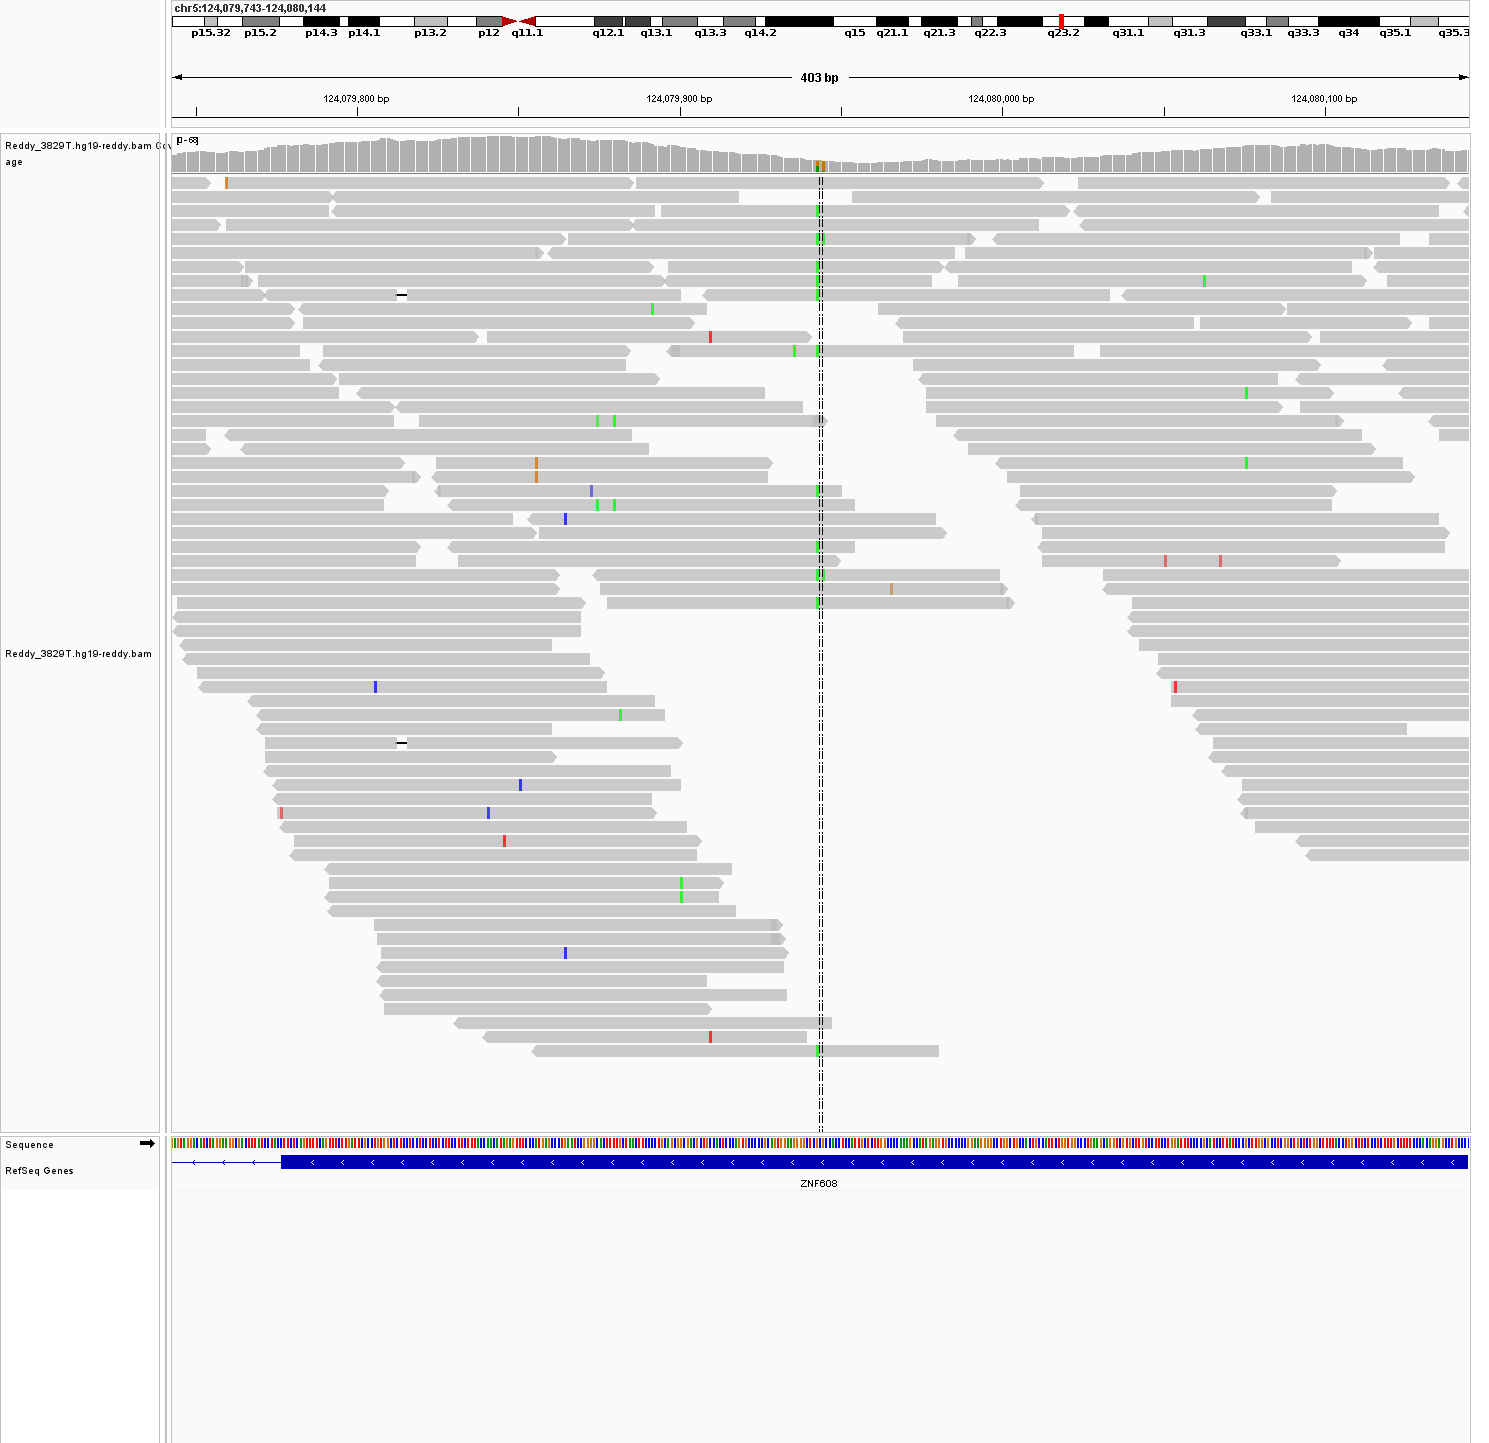 chr5:124,079,743-124,080,144
p15.32 p15.2 p14.3 p14.1 p13.2 p12 q11.1 q12.1 q13.1 q13.3 q14.2 q15 q21.1 q21.3 q22.3 q23.2 q31.1 q31.3 q33.1 q33.3 q34 q35.1 q35.3
403 bp
124,079,800 bp 124,079,900 bp 124,080,000 bp 124,080,100 bp
[0 - 68]
Reddy_3829T.hg19-reddy.bam Cov
age
Reddy_3829T.hg19-reddy.bam
Sequence
RefSeq Genes
ZNF608